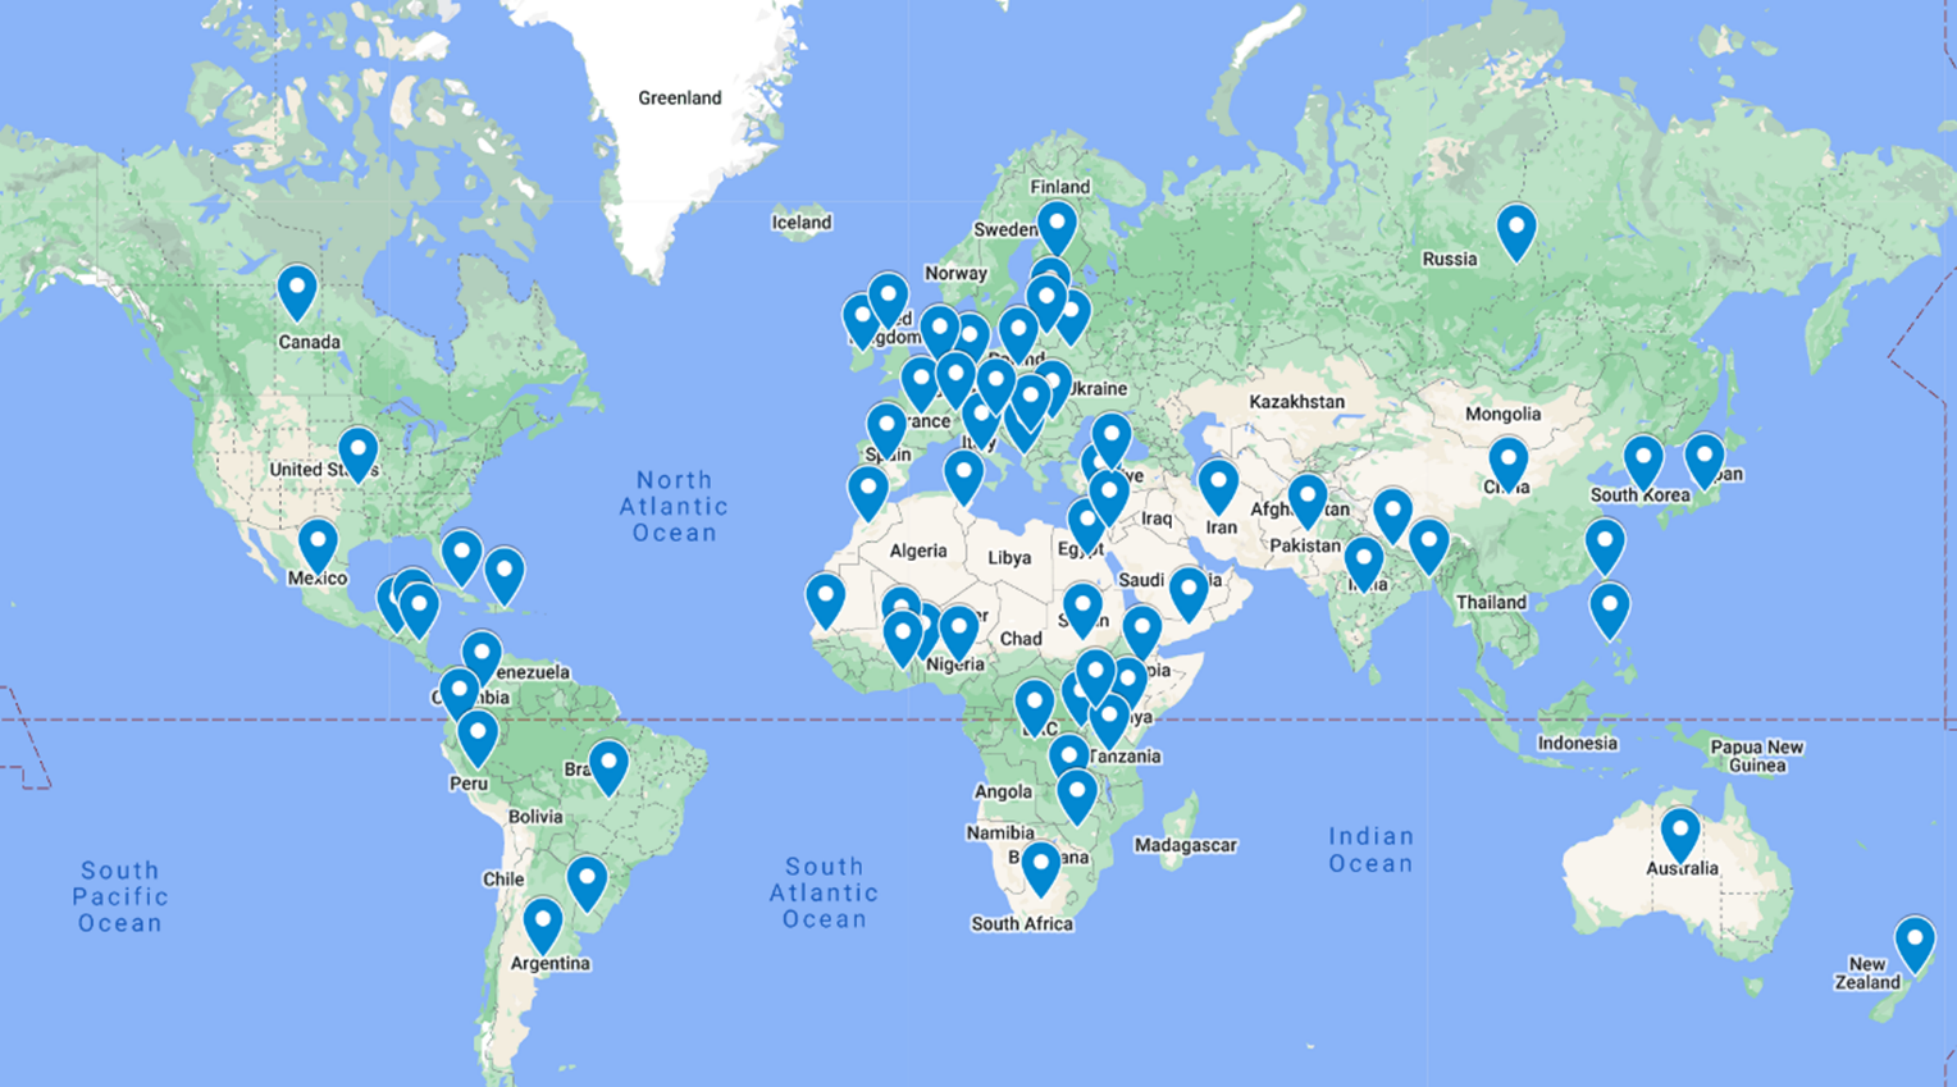 Greenland
Finland
Iceland
Sweden
Norway
Russia
Canada
Ukraine
Kazakhstan
Mongolia
United
Spain
North
Atlantic
Ocean
South Korea
Iraq
Iran
Algeria
Libya
Egypt
Pakistan
Mexico
Saudi
Thailand
Chad
Nigeria
Indonesia
Papua New
Guinea
Tanzania
Peru
Angola
Bolivia
Namibia
Madagascar
Indian
Ocean
South
Pacific
Ocean
Chile
South
Atlantic
Ocean
Australia
South Africa
Argentina
New
Zealand